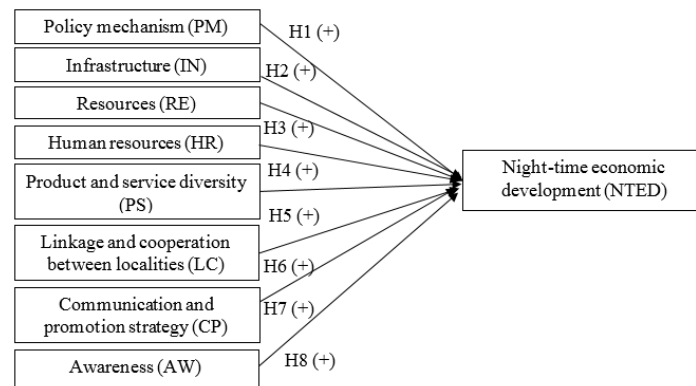 Policy mechanism (PM)
H1 (+)
Infrastructure (IN)
H2 (+)
Resources (RE)
H3 (+)
Human resources (HR)
H4 (+)
Product and service diversity
(PS)
H5 (+)
Linkage and cooperation
between localities (LC)
H6 (+)
Communication and
promotion strategy (CP)
H7 (+)
Awareness (AW)
H8 (+)
Night-time economic
development (NTED)